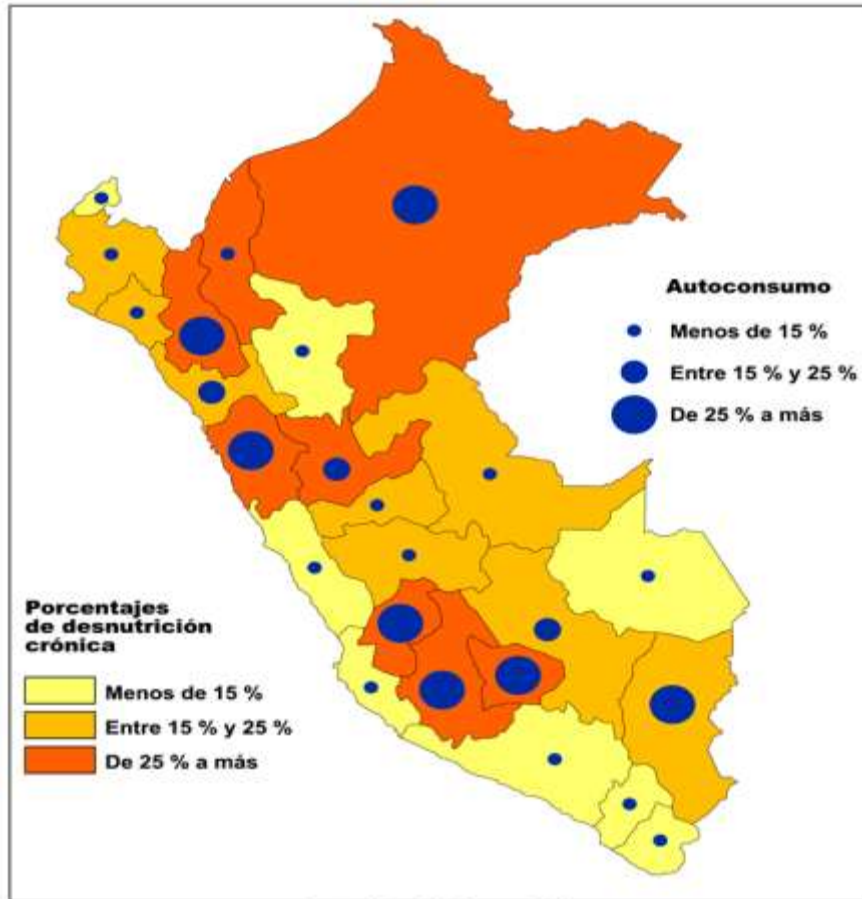 Autoconsumo
Menos de 15 %
Entre 15 % y 25 %
De 25 % a más
Porcentajes
de desnutrición
crónica
Menos de 15 %
Entre 15 % y 25 %
De 25 % a más